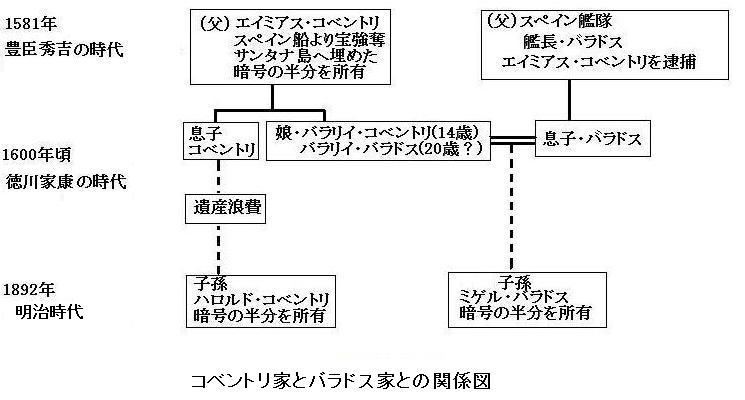 1581年
豊臣秀吉の時代
(父)エイミアス・コベントリ
スペイン船より宝強奪
サンタナ島へ埋めた
暗号の半分を所有
(父)スペイン艦隊
艦長・バラドス
エイミアス・コベントリを逮捕
1600年頃
徳川家康の時代
息子
コベントリ
娘・バラリイ・コベントリ(14歳)
バラリイ・バラドス(20歳?)
息子・バラドス
遺産浪費
1892年
明治時代
子孫
ハロルド・コベントリ
暗号の半分を所有
子孫
ミゲル・バラドス
暗号の半分を所有
コベントリ家とバラドス家との関係図